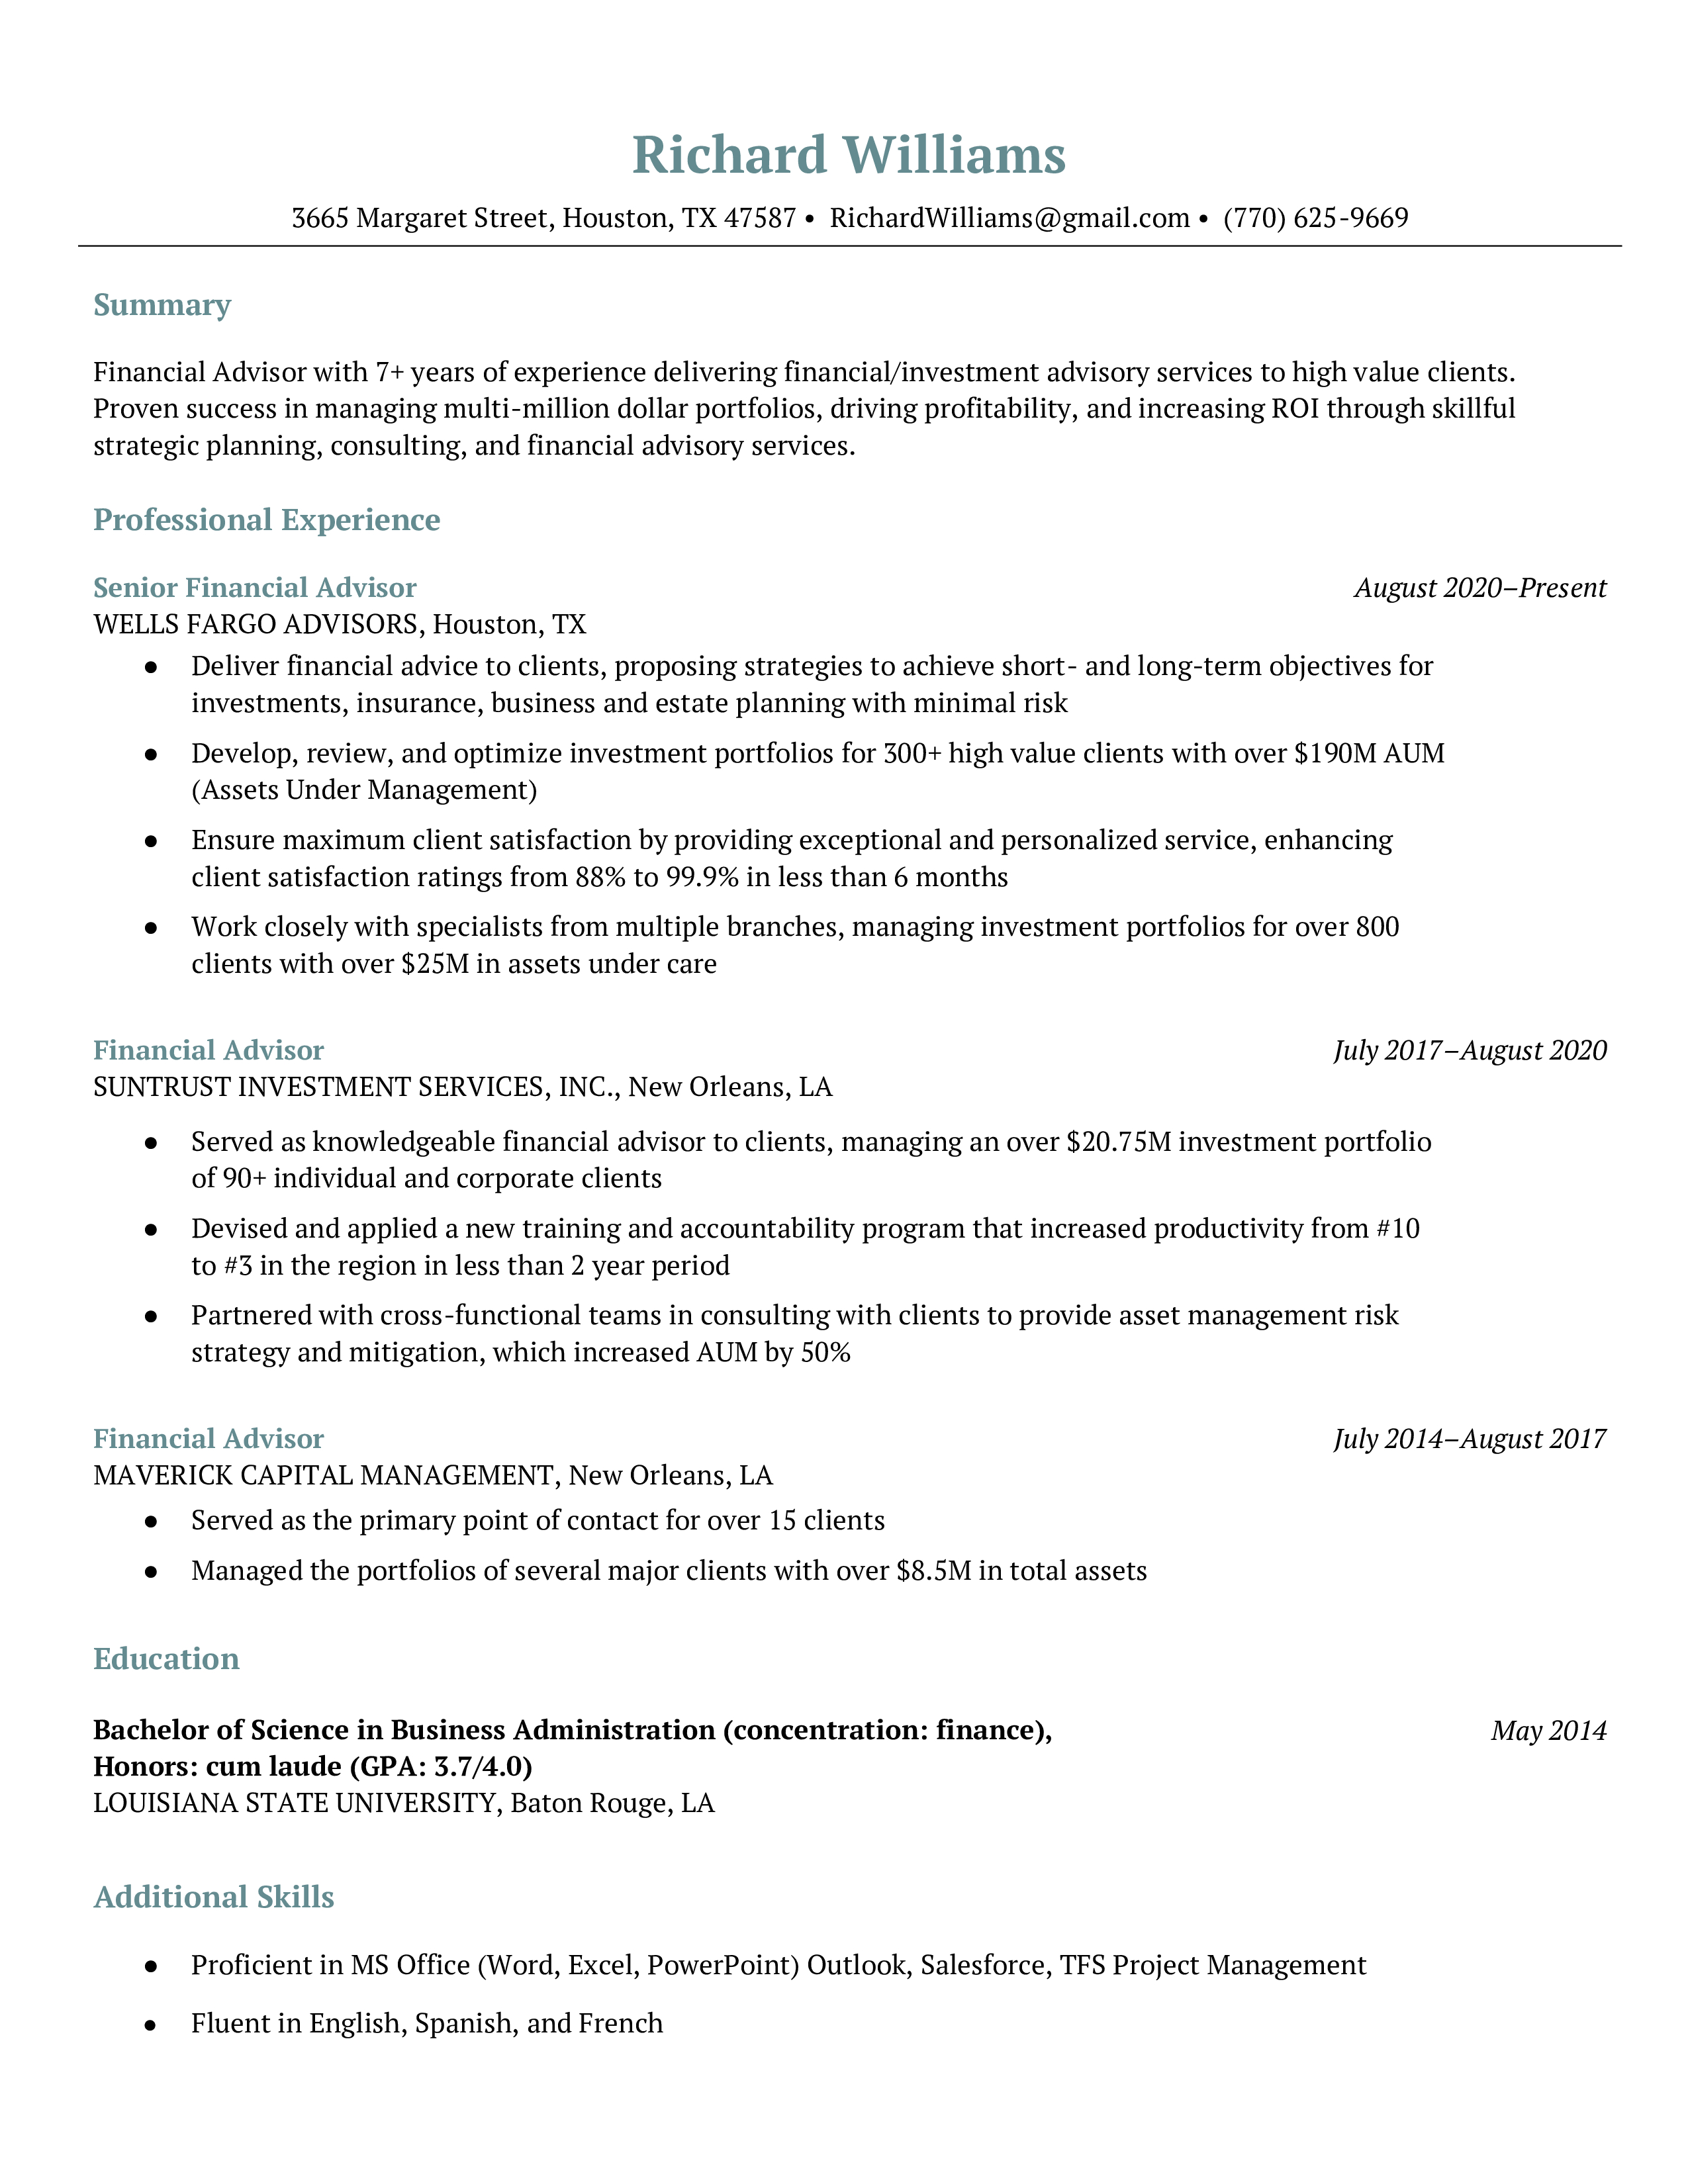 Richard Williams
3665 Margaret Street, Houston, TX 47587 • RichardWilliams@gmail.com • (770) 625-9669
Summary
Financial Advisor with 7+ years of experience delivering financial/investment advisory services to high value clients.
Proven success in managing multi-million dollar portfolios, driving profitability, and increasing ROI through skillful
strategic planning, consulting, and financial advisory services.
Professional Experience
Senior Financial Advisor August 2020–Present
WELLS FARGO ADVISORS, Houston, TX
● Deliver financial advice to clients, proposing strategies to achieve short- and long-term objectives for
investments, insurance, business and estate planning with minimal risk
● Develop, review, and optimize investment portfolios for 300+ high value clients with over $190M AUM
(Assets Under Management)
● Ensure maximum client satisfaction by providing exceptional and personalized service, enhancing
client satisfaction ratings from 88% to 99.9% in less than 6 months
● Work closely with specialists from multiple branches, managing investment portfolios for over 800
clients with over $25M in assets under care
Financial Advisor July 2017–August 2020
SUNTRUST INVESTMENT SERVICES, INC., New Orleans, LA
● Served as knowledgeable financial advisor to clients, managing an over $20.75M investment portfolio
of 90+ individual and corporate clients
● Devised and applied a new training and accountability program that increased productivity from #10
to #3 in the region in less than 2 year period
● Partnered with cross-functional teams in consulting with clients to provide asset management risk
strategy and mitigation, which increased AUM by 50%
Financial Advisor July 2014–August 2017
MAVERICK CAPITAL MANAGEMENT, New Orleans, LA
● Served as the primary point of contact for over 15 clients
● Managed the portfolios of several major clients with over $8.5M in total assets
Education
Bachelor of Science in Business Administration (concentration: finance), May 2014
Honors: cum laude (GPA: 3.7/4.0)
LOUISIANA STATE UNIVERSITY, Baton Rouge, LA
Additional Skills
● Proficient in MS Office (Word, Excel, PowerPoint) Outlook, Salesforce, TFS Project Management
● Fluent in English, Spanish, and French